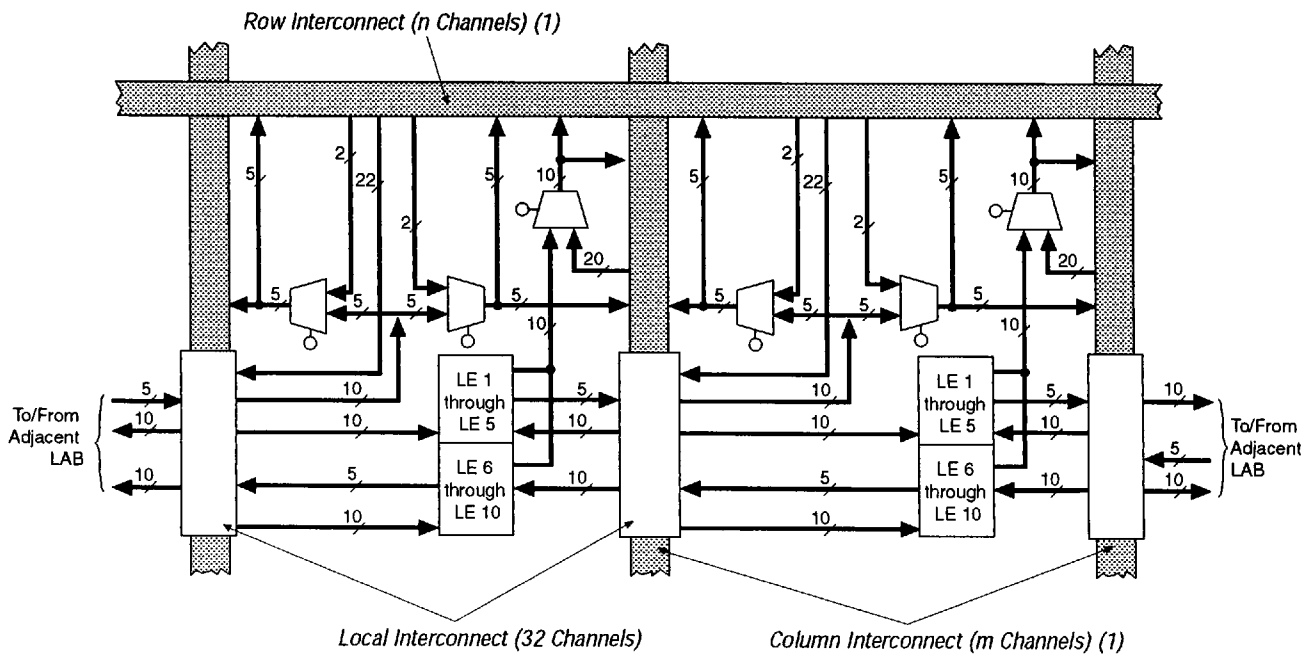 Row Interconnect (n Channels) (1)
2 2
5 22 5 10
2
20
5 5 5 5
10
5 10
To/From
Adjacent
LAB
10 10
10 5
10
LE 1
through
LE 5
LE 6
through
LE 10
5
10
10
2 2
5 22 5 10
2
20
5 5 5 5
10
10
10
5
10
LE 1
through
LE 5
LE 6
through
LE 10
5
10
10
10
5
10
To/From
Adjacent
LAB
Local Interconnect (32 Channels)
Column Interconnect (m Channels) (1)